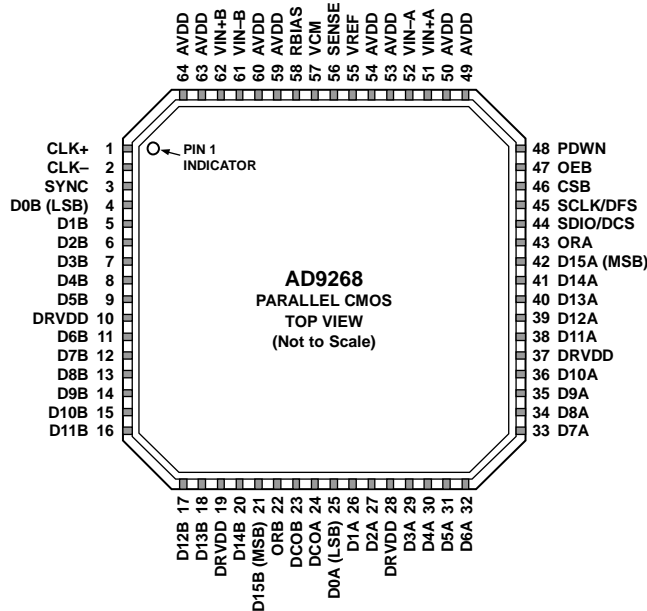 64 AVDD
63 AVDD
62 VIN+B
61 VIN–B
60 AVDD
59 AVDD
58 RBIAS
57 VCM
56 SENSE
55 VREF
54 AVDD
53 AVDD
52 VIN–A
51 VIN+A
50 AVDD
49 AVDD
CLK+ 1
CLK– 2
SYNC 3
D0B (LSB) 4
D1B 5
D2B 6
D3B 7
D4B 8
D5B 9
DRVDD 10
D6B 11
D7B 12
D8B 13
D9B 14
D10B 15
D11B 16
PIN 1
INDICATOR
AD9268
PARALLEL CMOS
TOP VIEW
(Not to Scale)
48 PDWN
47 OEB
46 CSB
45 SCLK/DFS
44 SDIO/DCS
43 ORA
42 D15A (MSB)
41 D14A
40 D13A
39 D12A
38 D11A
37 DRVDD
36 D10A
35 D9A
34 D8A
33 D7A
D12B 17
D13B 18
DRVDD 19
D14B 20
D15B (MSB) 21
ORB 22
DCOB 23
DCOA 24
D0A (LSB) 25
D1A 26
D2A 27
DRVDD 28
D3A 29
D4A 30
D5A 31
D6A 32